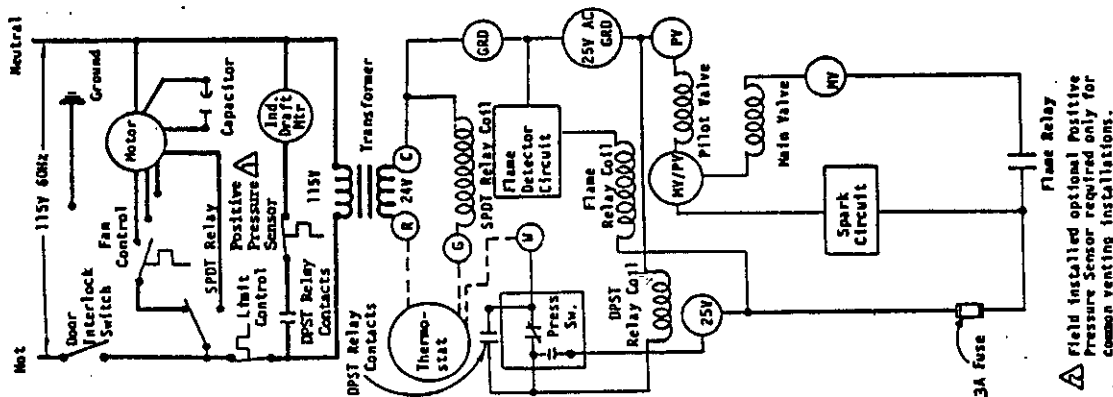 Hot
115V 60Hz
Neutral
Door
Interlock
Switch
Ground
Fan
Control
Motor
Capacitor
SPDT Relay
Limit
Control
Positive
Pressure
Sensor
Ind
Draft
Mtr
DPST Relay
Contacts
115V
Transformer
24V
R
C
DPST Relay
Contacts
Thermo-
stat
G
SPDT Relay Coil
GRD
W
Press
Sw.
Flame
Detector
Circuit
25V AC
GRD
DPST
Relay Coil
Flame
Relay Coil
25V
PV
Pilot Valve
MV/PV
Main Valve
MV
Spark
Circuit
3A Fuse
Flame Relay
Field installed optional Positive
Pressure Sensor required only for
common venting installations.